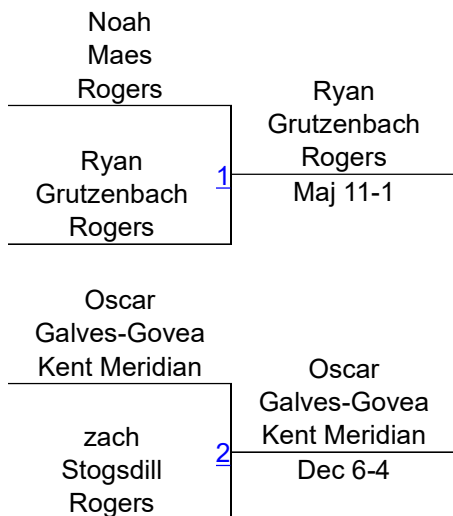 Noah
Maes
Rogers
Ryan
Grutzenbach
Rogers
1
Ryan
Grutzenbach
Rogers
Maj 11-1
Oscar
Galves-Govea
Kent Meridian
zach
Stogsdill
Rogers
2
Oscar
Galves-Govea
Kent Meridian
Dec 6-4